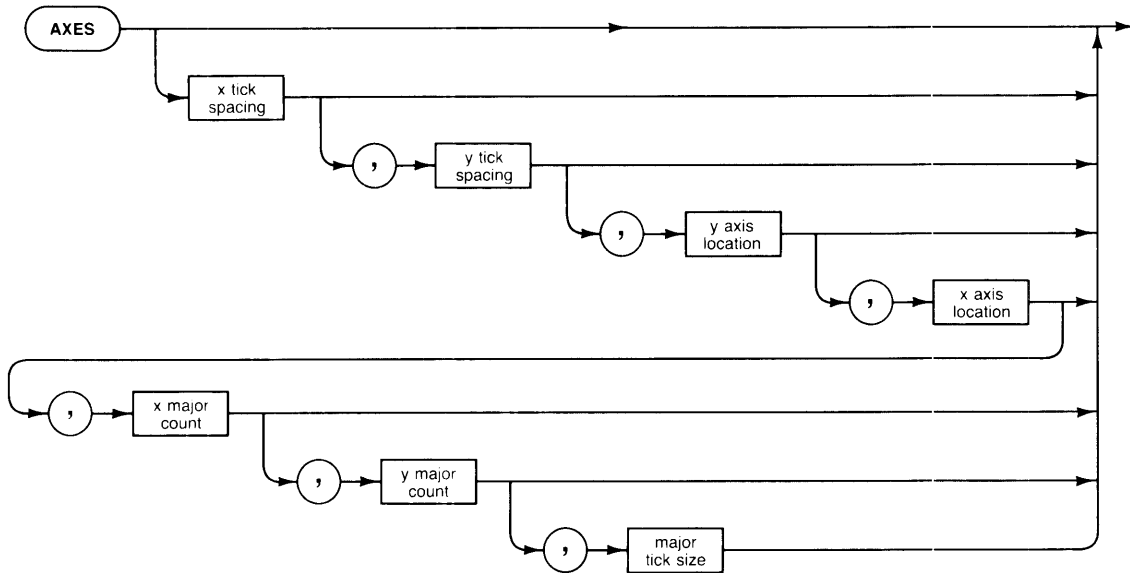 AXES
x tick
spacing
,
y tick
spacing
,
y axis
location
,
x axis
location
,
x major
count
,
y major
count
,
major
tick size